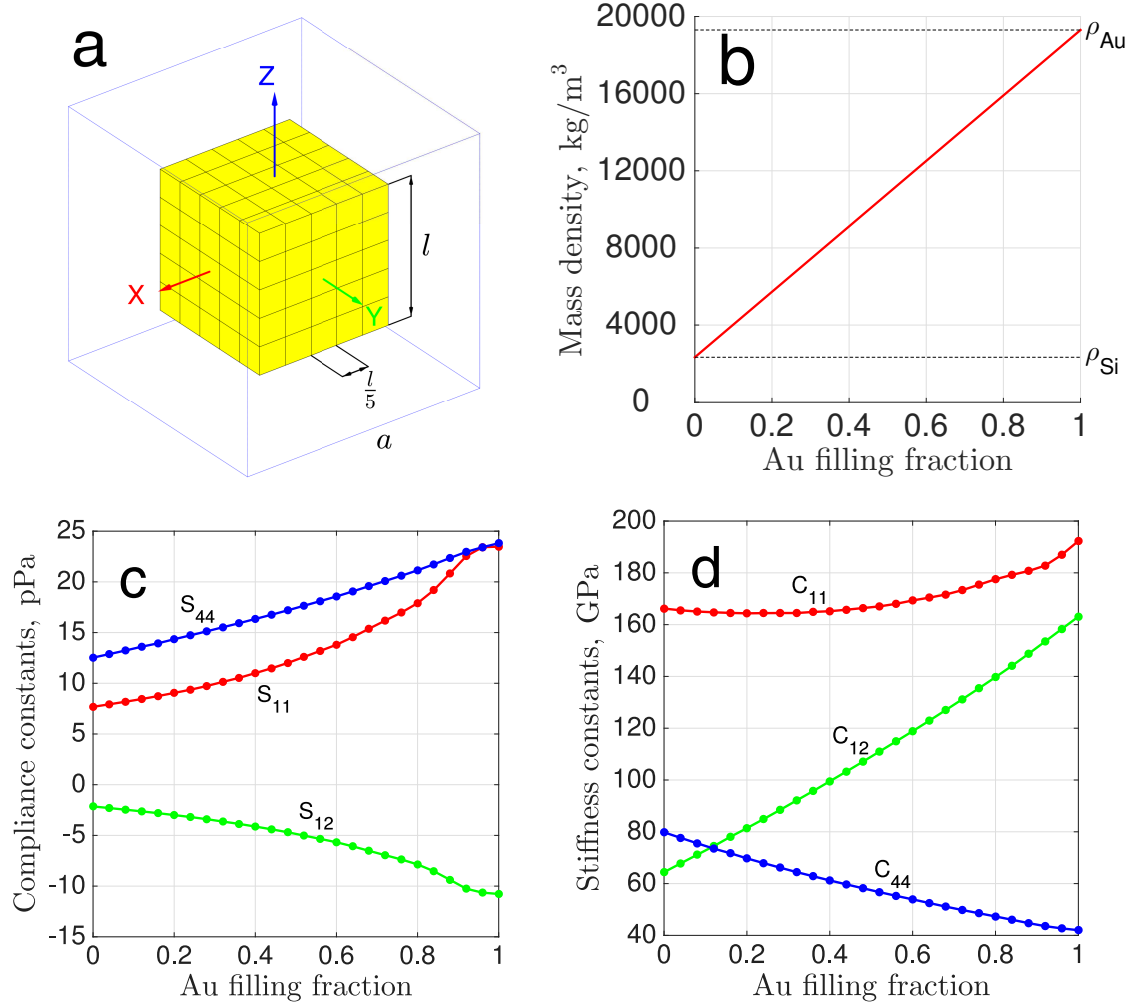 a
Z
X
Y
l
l/5
a
b
Mass density, kg/m³
20000
16000
12000
8000
4000
0
ρAu
ρSi
0 0.2 0.4 0.6 0.8 1
Au filling fraction
c
Compliance constants, pPa
25
20
15
10
5
0
-5
-10
-15
S44
S11
S12
0 0.2 0.4 0.6 0.8 1
Au filling fraction
d
Stiffness constants, GPa
200
180
160
140
120
100
80
60
40
C11
C12
C44
0 0.2 0.4 0.6 0.8 1
Au filling fraction